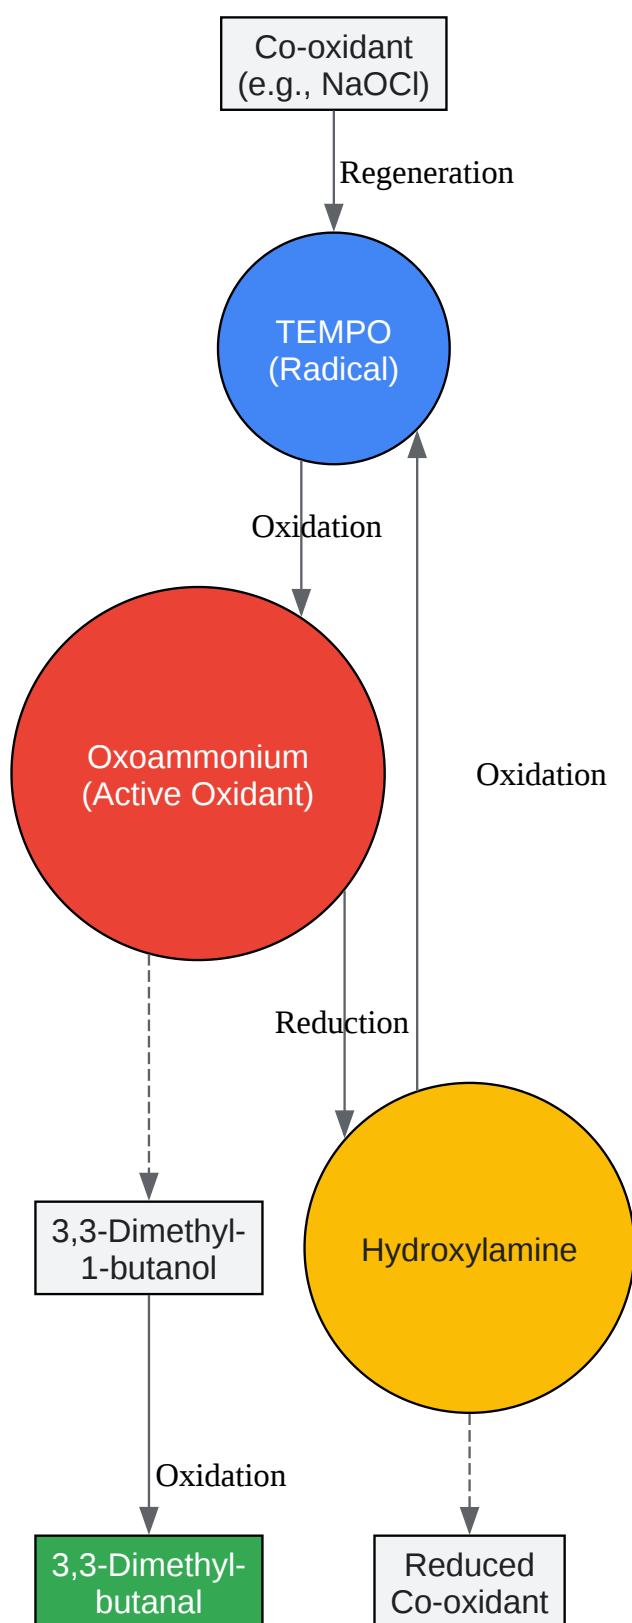 Co-oxidant
(e.g., NaOCl)
Regeneration
TEMPO
(Radical)
Oxidation
Oxoammonium
(Active Oxidant)
Oxidation
Reduction
3,3-Dimethyl-
1-butanol
Hydroxylamine
Oxidation
3,3-Dimethyl-
butanal
Reduced
Co-oxidant